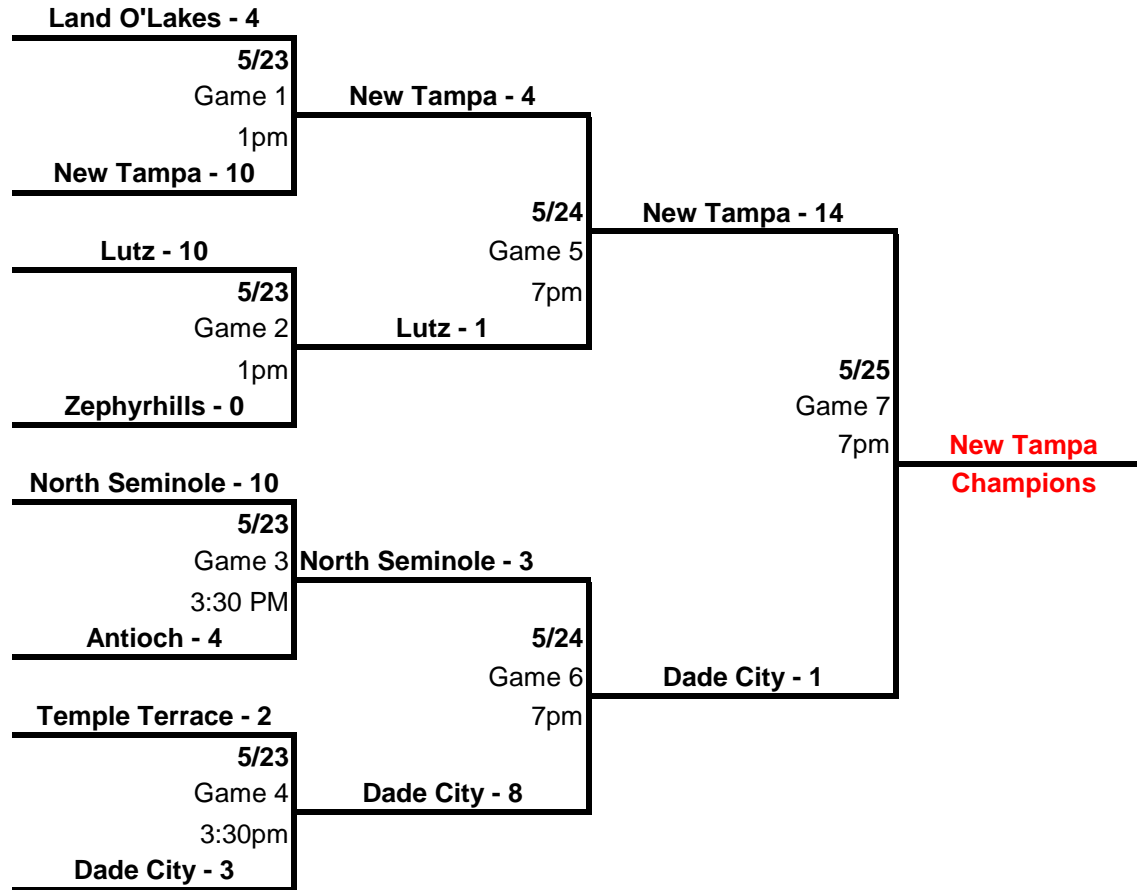 Land O'Lakes - 4
5/23
Game 1
1pm
New Tampa - 10
New Tampa - 4
Lutz - 10
5/23
Game 2
1pm
Zephyrhills - 0
Lutz - 1
5/24
Game 5
7pm
New Tampa - 14
North Seminole - 10
5/23
Game 3
3:30 PM
Antioch - 4
North Seminole - 3
Temple Terrace - 2
5/23
Game 4
3:30pm
Dade City - 3
Dade City - 8
5/24
Game 6
7pm
Dade City - 1
5/25
Game 7
7pm
New Tampa
Champions